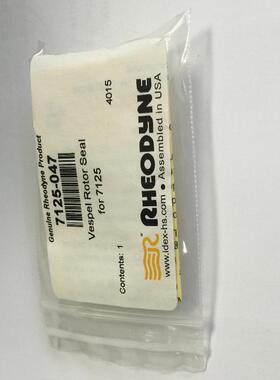 Genuine Rheodyne Product
7125-047
Vespel Rotor Seal
for 7125
4015
Contents: 1
RHEODYNE
www.idex-hs.com • Assembled in USA